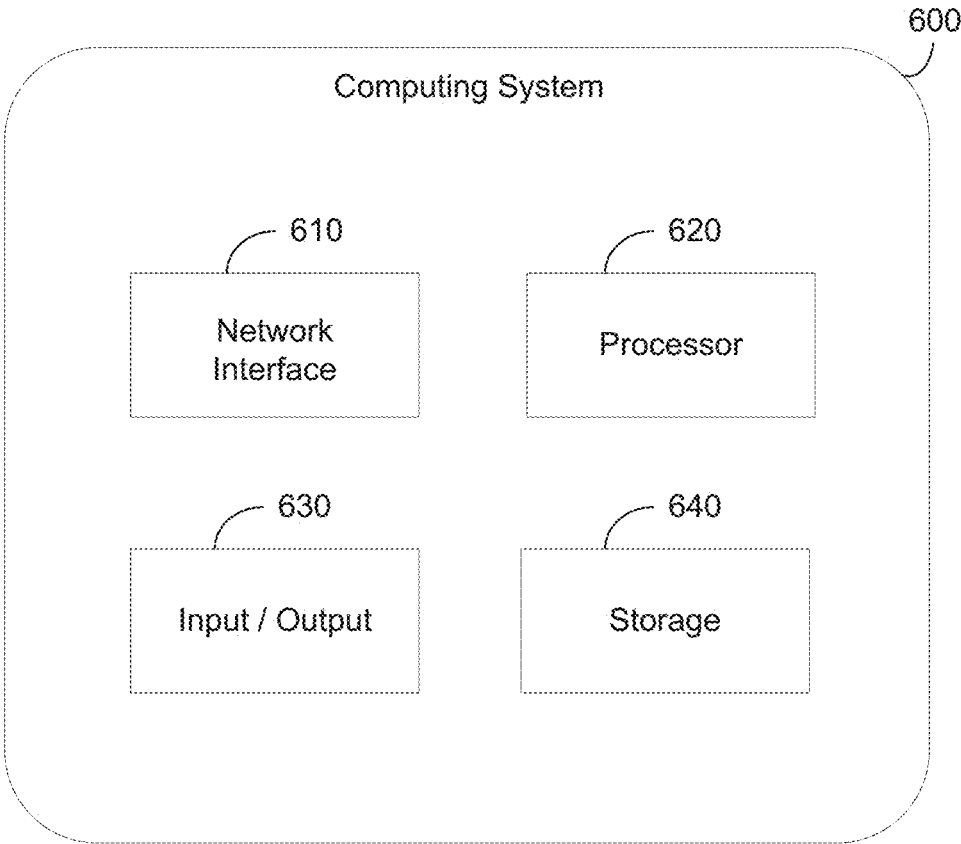 600
Computing System
610
620
Network
Interface
Processor
630
640
Input / Output
Storage